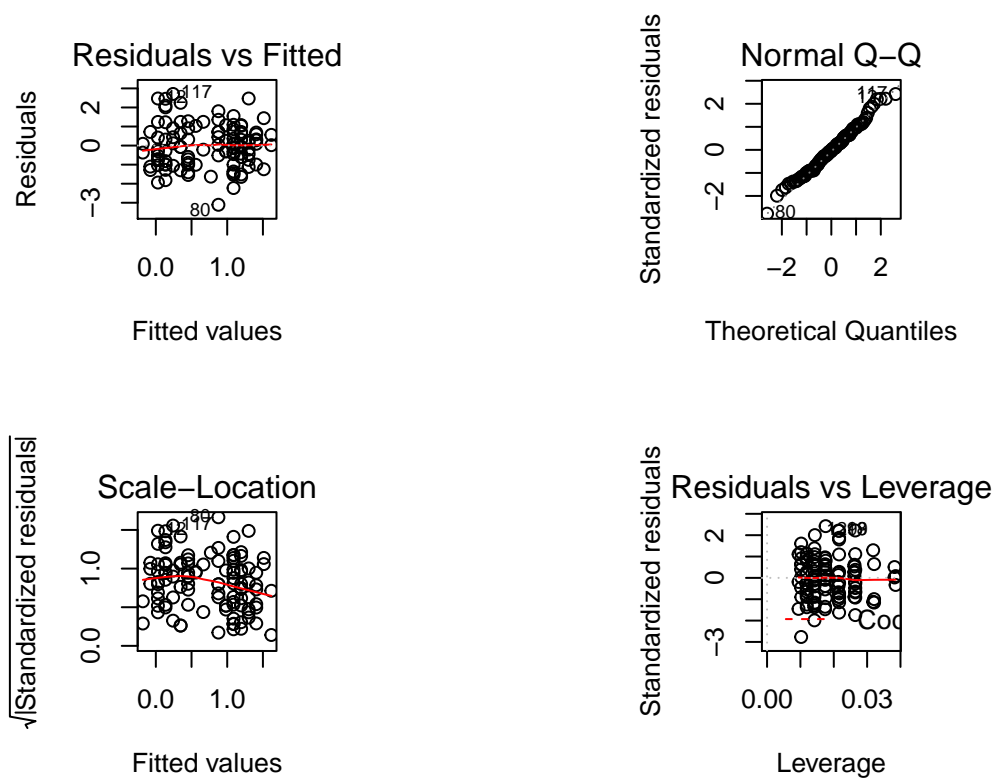 Residuals vs Fitted
Residuals
2
0
−3
117
80
0.0 1.0
Fitted values
Normal Q−Q
Standardized residuals
2
0
−2
117
80
−2 0 2
Theoretical Quantiles
Scale−Location
√|Standardized residuals|
1.0
0.0
80
117
0.0 1.0
Fitted values
Residuals vs Leverage
Standardized residuals
2
0
−3
Coo
0.00 0.03
Leverage